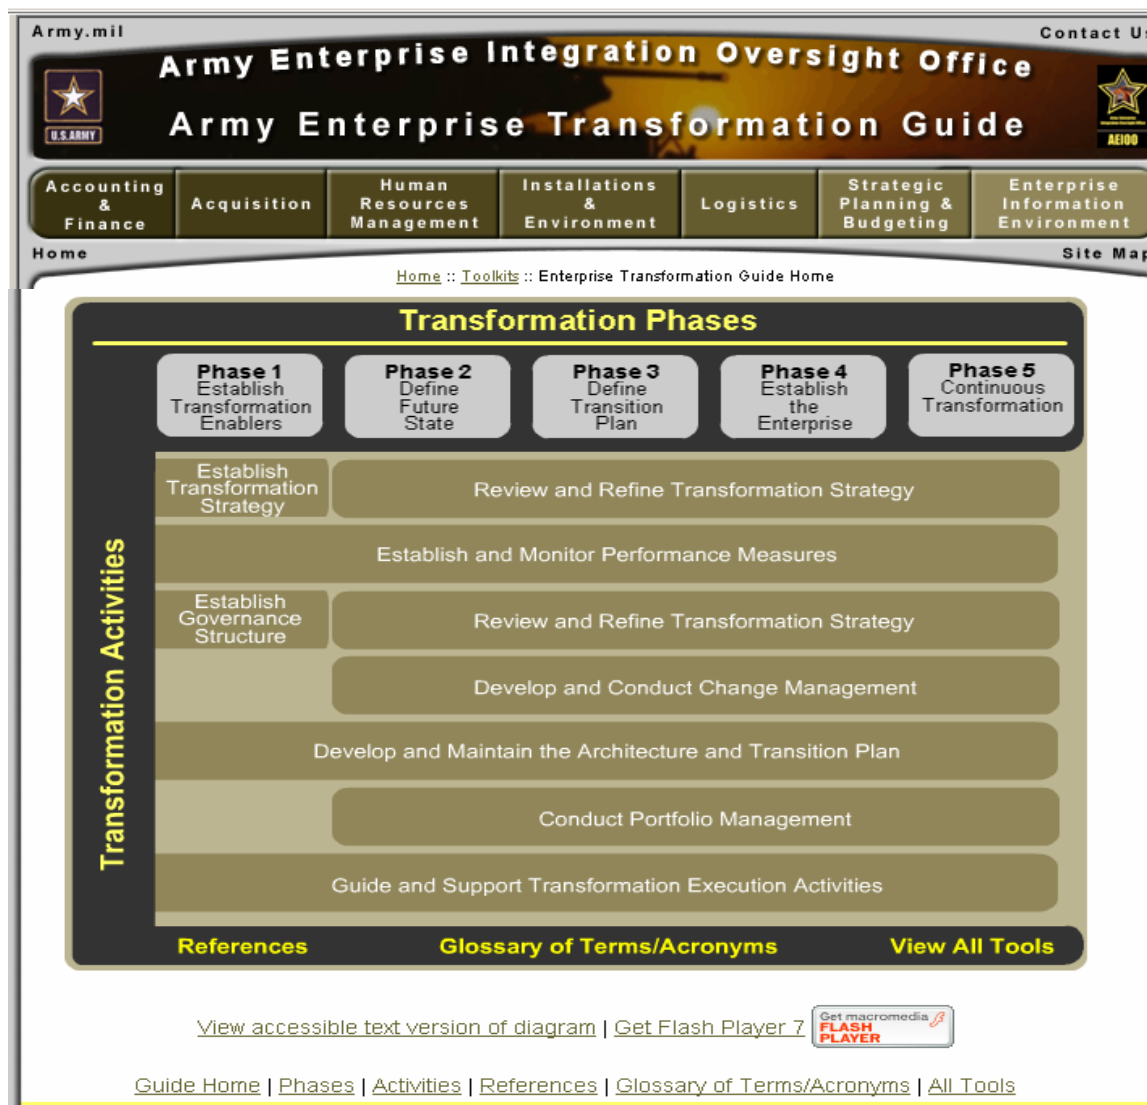 Army.mil
Contact Us
Army Enterprise Integration Oversight Office
Army Enterprise Transformation Guide
U.S.ARMY
AEIOO
Accounting
&
Finance
Acquisition
Human
Resources
Management
Installations
&
Environment
Logistics
Strategic
Planning &
Budgeting
Enterprise
Information
Environment
Home
Site Map
Home :: Toolkits :: Enterprise Transformation Guide Home
Transformation Phases
Phase 1
Establish
Transformation
Enablers
Phase 2
Define
Future
State
Phase 3
Define
Transition
Plan
Phase 4
Establish
the
Enterprise
Phase 5
Continuous
Transformation
Transformation Activities
Establish
Transformation
Strategy
Review and Refine Transformation Strategy
Establish and Monitor Performance Measures
Establish
Governance
Structure
Review and Refine Transformation Strategy
Develop and Conduct Change Management
Develop and Maintain the Architecture and Transition Plan
Conduct Portfolio Management
Guide and Support Transformation Execution Activities
References
Glossary of Terms/Acronyms
View All Tools
View accessible text version of diagram | Get Flash Player 7
Get macromedia
FLASH
PLAYER
Guide Home | Phases | Activities | References | Glossary of Terms/Acronyms | All Tools